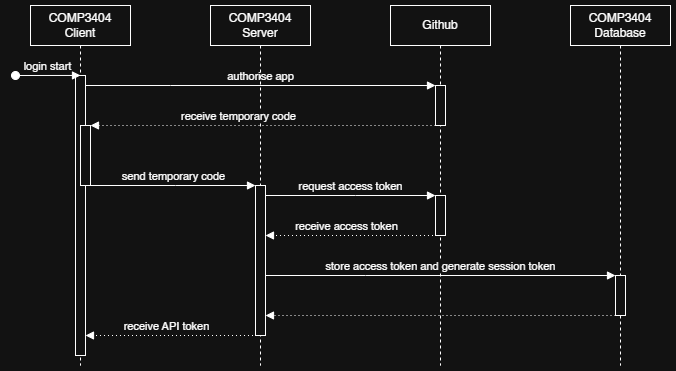 COMP3404
Client
COMP3404
Server
Github
COMP3404
Database
login start
authorise app
receive temporary code
send temporary code
request access token
receive access token
store access token and generate session token
receive API token